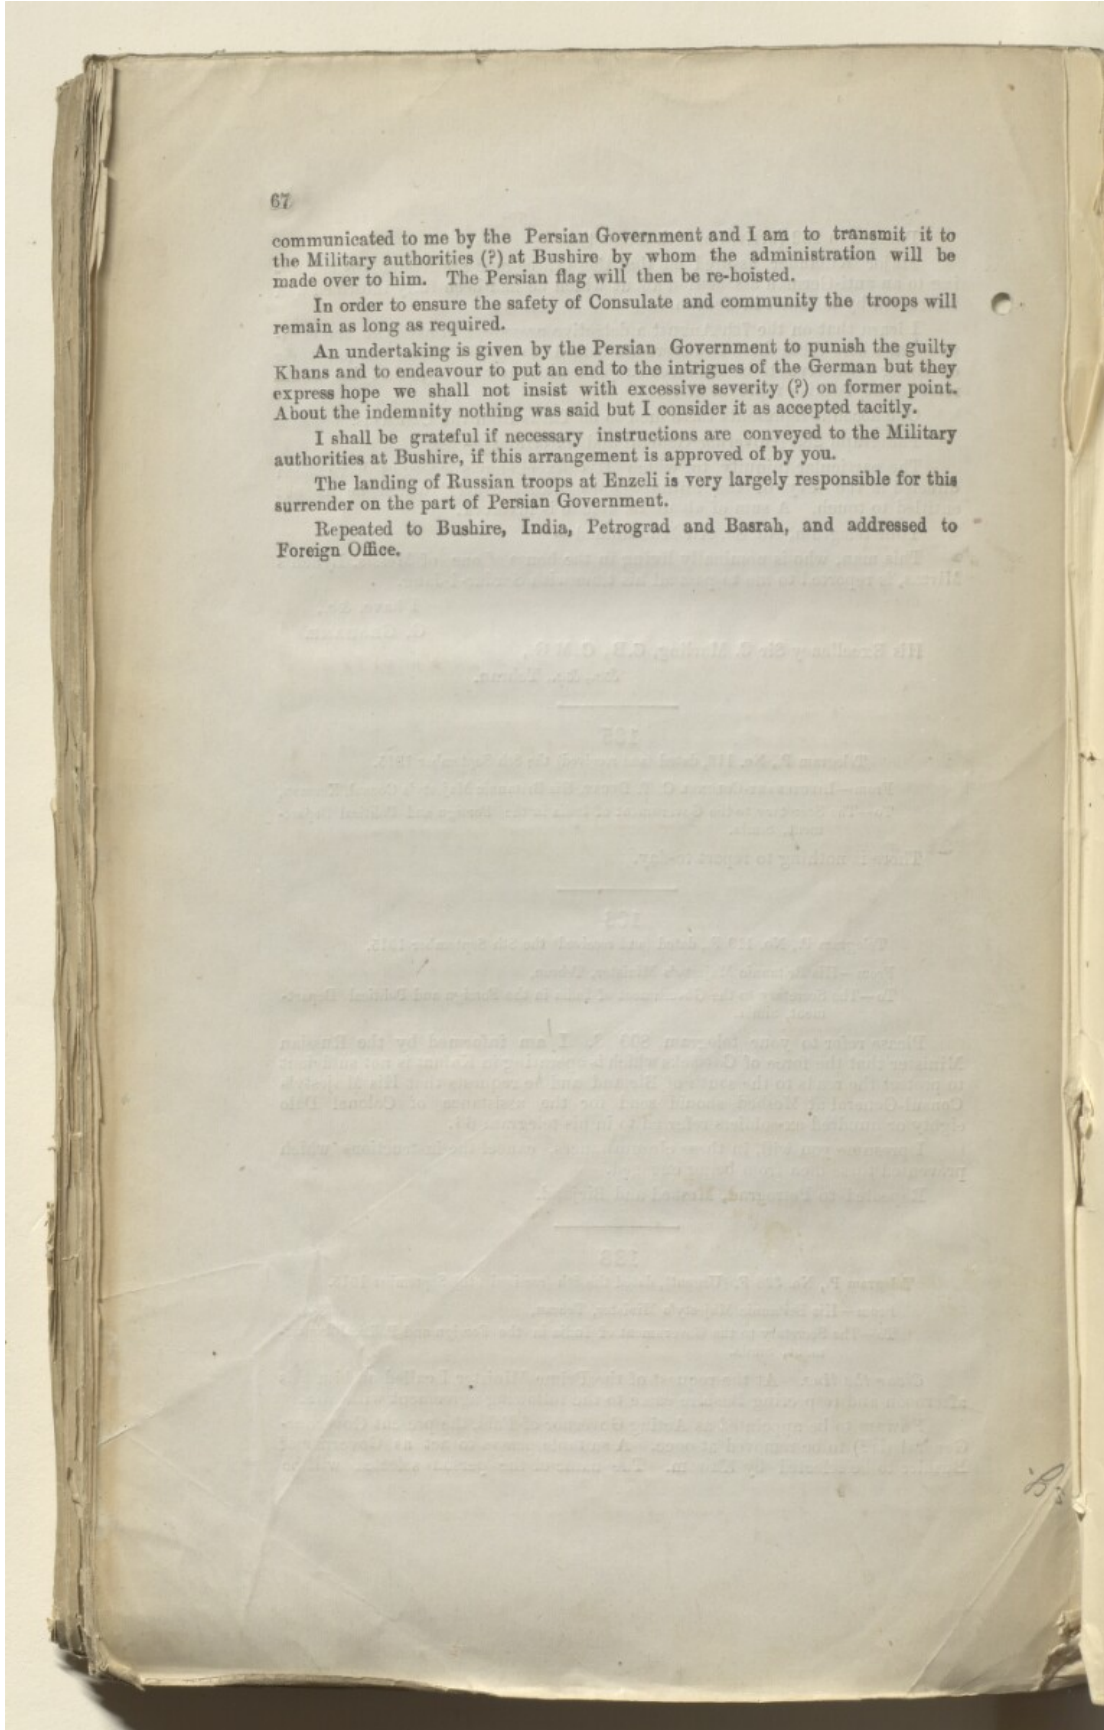 67
communicated to me by the Persian Government and I am to transmit it to
the Military authorities (?) at Bushire by whom the administration will be
made over to him. The Persian flag will then be re-hoisted.
In order to ensure the safety of Consulate and community the troops will
remain as long as required.
An undertaking is given by the Persian Government to punish the guilty
Khans and to endeavour to put an end to the intrigues of the German but they
express hope we shall not insist with excessive severity (?) on former point.
About the indemnity nothing was said but I consider it as accepted tacitly.
I shall be grateful if necessary instructions are conveyed to the Military
authorities at Bushire, if this arrangement is approved of by you.
The landing of Russian troops at Enzeli is very largely responsible for this
surrender on the part of Persian Government.
Repeated to Bushire, India, Petrograd and Basrah, and addressed to
Foreign Office.